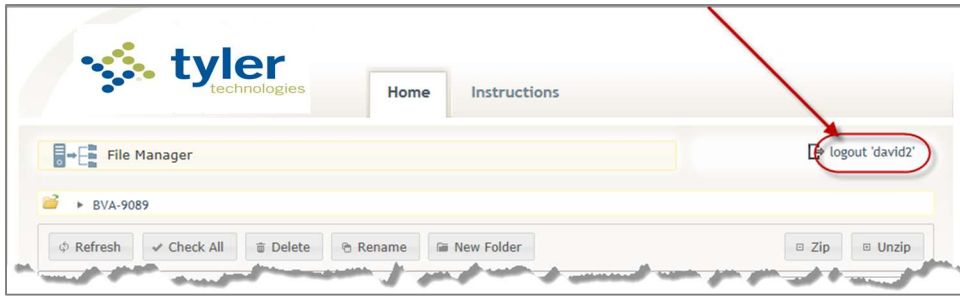 tyler
technologies
Home Instructions
File Manager
logout 'david2'
BVA-9089
Refresh Check All Delete Rename New Folder Zip Unzip